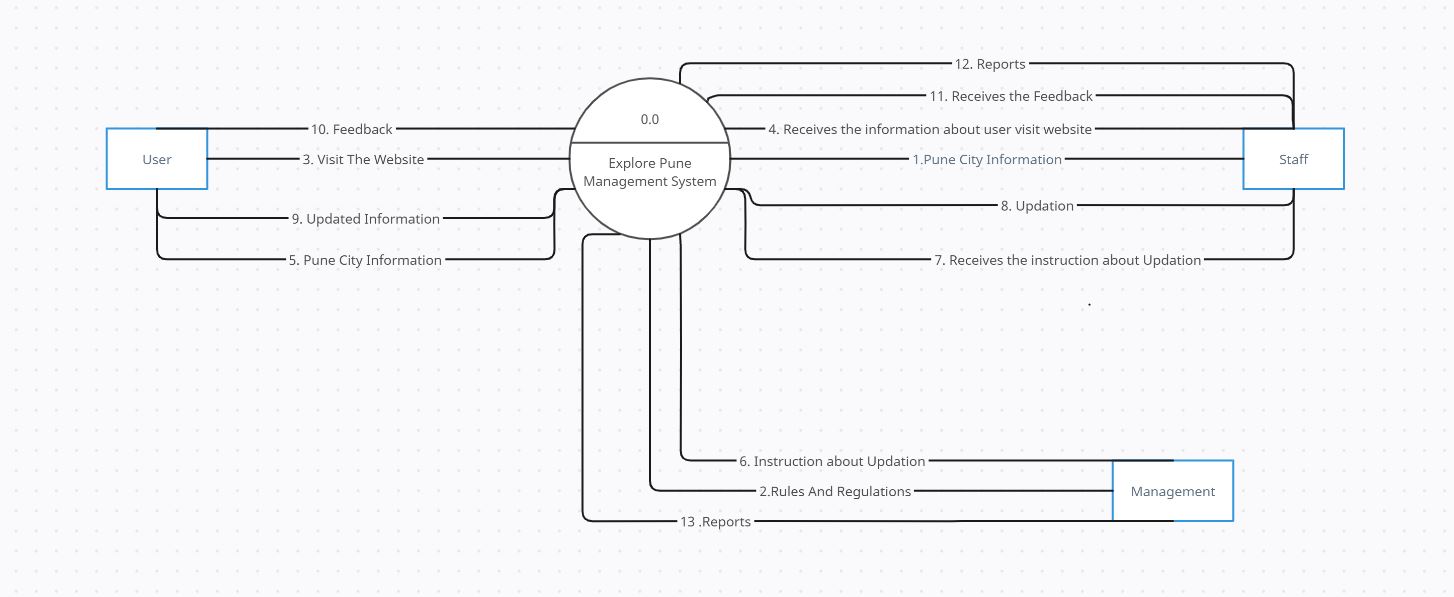 12. Reports
11. Receives the Feedback
0.0
10. Feedback
4. Receives the information about user visit website
User
3. Visit The Website
Explore Pune
Management System
1.Pune City Information
Staff
8. Updation
9. Updated Information
5. Pune City Information
7. Receives the instruction about Updation
6. Instruction about Updation
2.Rules And Regulations
Management
13 .Reports